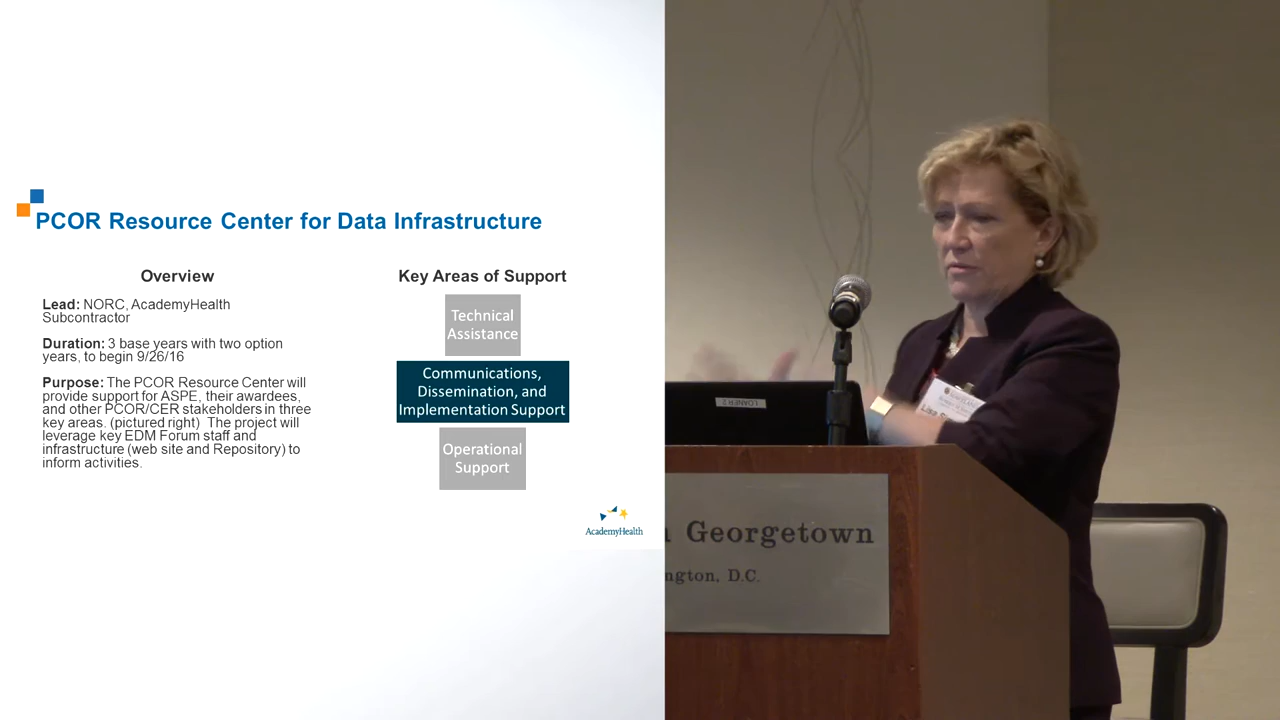 PCOR Resource Center for Data Infrastructure
Overview
Lead: NORC, AcademyHealth
Subcontractor
Duration: 3 base years with two option
years, to begin 9/26/16
Purpose: The PCOR Resource Center will
provide support for ASPE, their awardees,
and other PCOR/CER stakeholders in three
key areas. (pictured right)  The project will
leverage key EDM Forum staff and
infrastructure (web site and Repository) to
inform activities.
Key Areas of Support
Technical
Assistance
Communications,
Dissemination, and
Implementation Support
Operational
Support
AcademyHealth
LOANER 2
Georgetown
ngton, D.C.